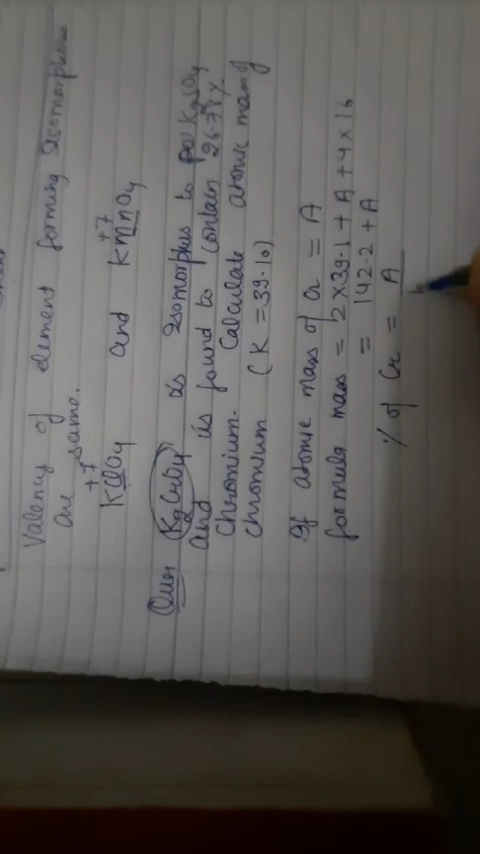 Valency of element forming Isomorphism
are same.
+7 +7
KClO4 and KMnO4
Ques K2CrO4 is Isomorphus to K2SO4
and is found to contain 26.78%
Chromium. Calculate atomic mass of
chromium (K = 39.10)
If atomic mass of Cr = A
formula mass = 2 x 39.1 + A + 4 x 16
= 142.2 + A
% of Cr = A